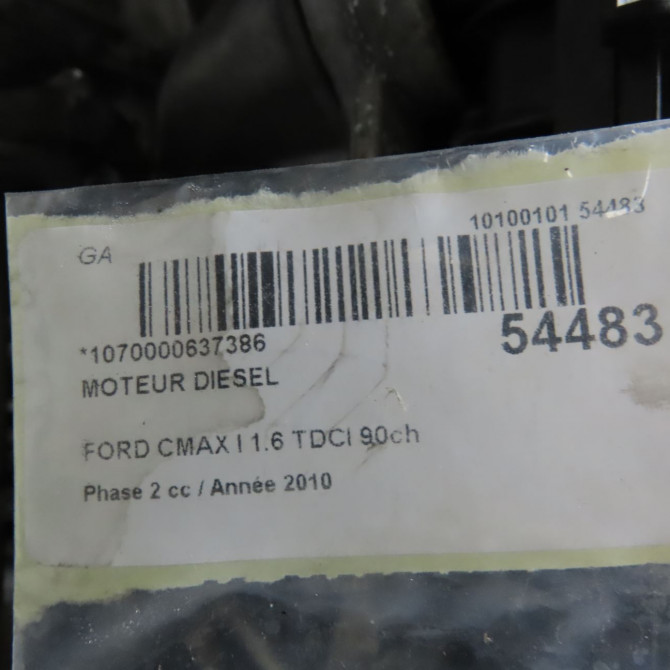 GA
10100101 54483
*1070000637386
54483
MOTEUR DIESEL
FORD CMAX I 1.6 TDCI 90ch
Phase 2 cc / Année 2010